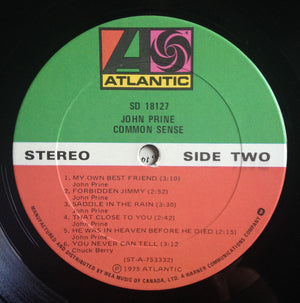 ATLANTIC
SD 18127
JOHN PRINE
COMMON SENSE
STEREO
SIDE TWO
1. MY OWN BEST FRIEND (3:10)
John Prine
2. FORBIDDEN JIMMY (2:52)
John Prine
3. SADDLE IN THE RAIN (3:30)
John Prine
4. THAT CLOSE TO YOU (2:42)
John Prine
5. HE WAS IN HEAVEN BEFORE HE DIED (2:15)
John Prine
6. YOU NEVER CAN TELL (3:12
Chuck Berry
(ST-A-753332)
℗ 1975 ATLANTIC
MANUFACTURED AND DISTRIBUTED BY WEA MUSIC OF CANADA, LTD. A WARNER COMMUNICATIONS COMPANY